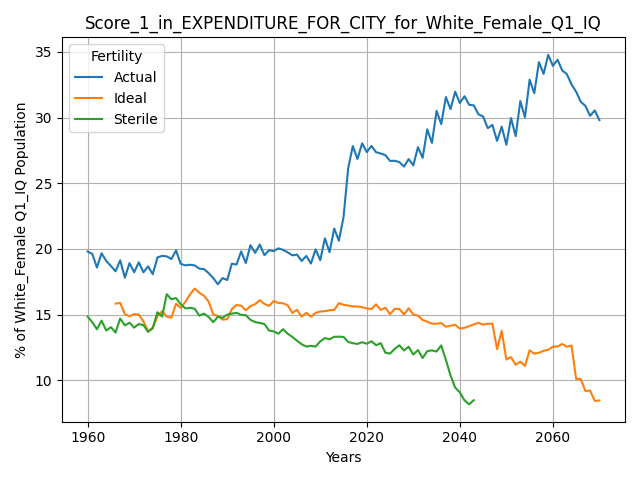 Score_1_in_EXPENDITURE_FOR_CITY_for_White_Female_Q1_IQ
% of White_Female Q1_IQ Population
35
30
25
20
15
10
Fertility
Actual
Ideal
Sterile
1960 1980 2000 2020 2040 2060
Years